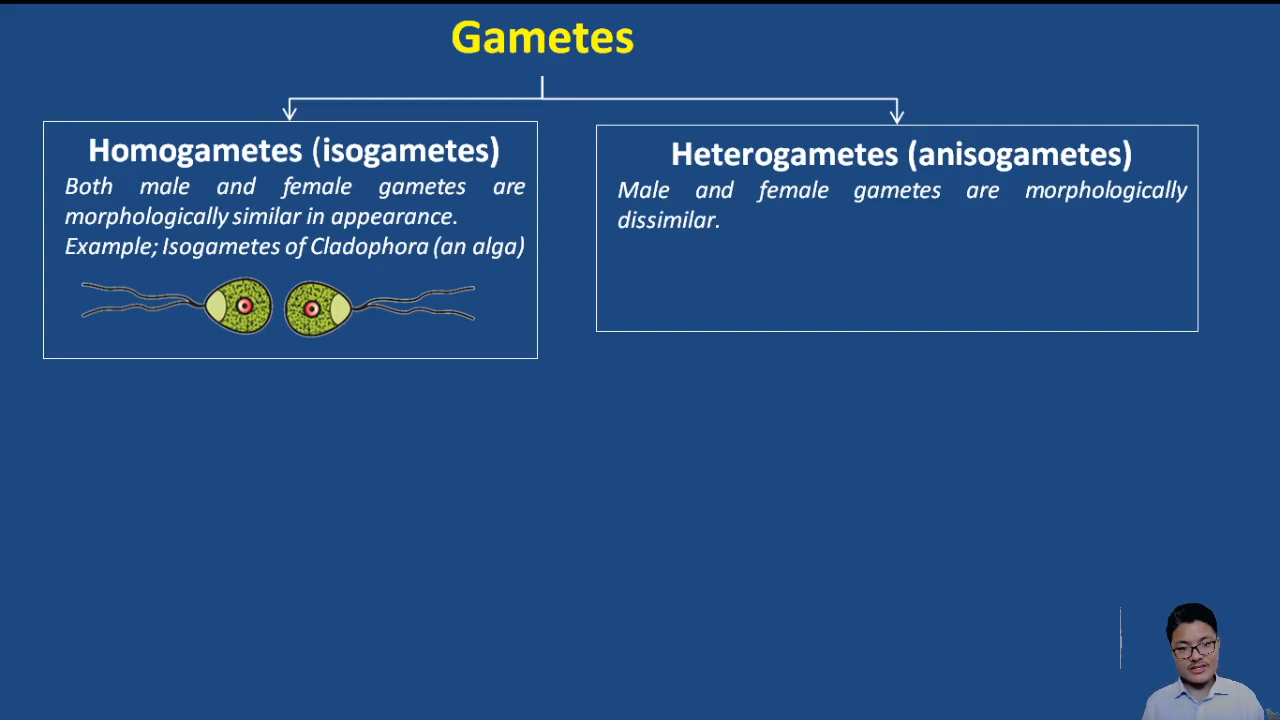 Gametes
Homogametes (isogametes)
Both male and female gametes are
morphologically similar in appearance.
Example; Isogametes of Cladophora (an alga)
Heterogametes (anisogametes)
Male and female gametes are morphologically
dissimilar.